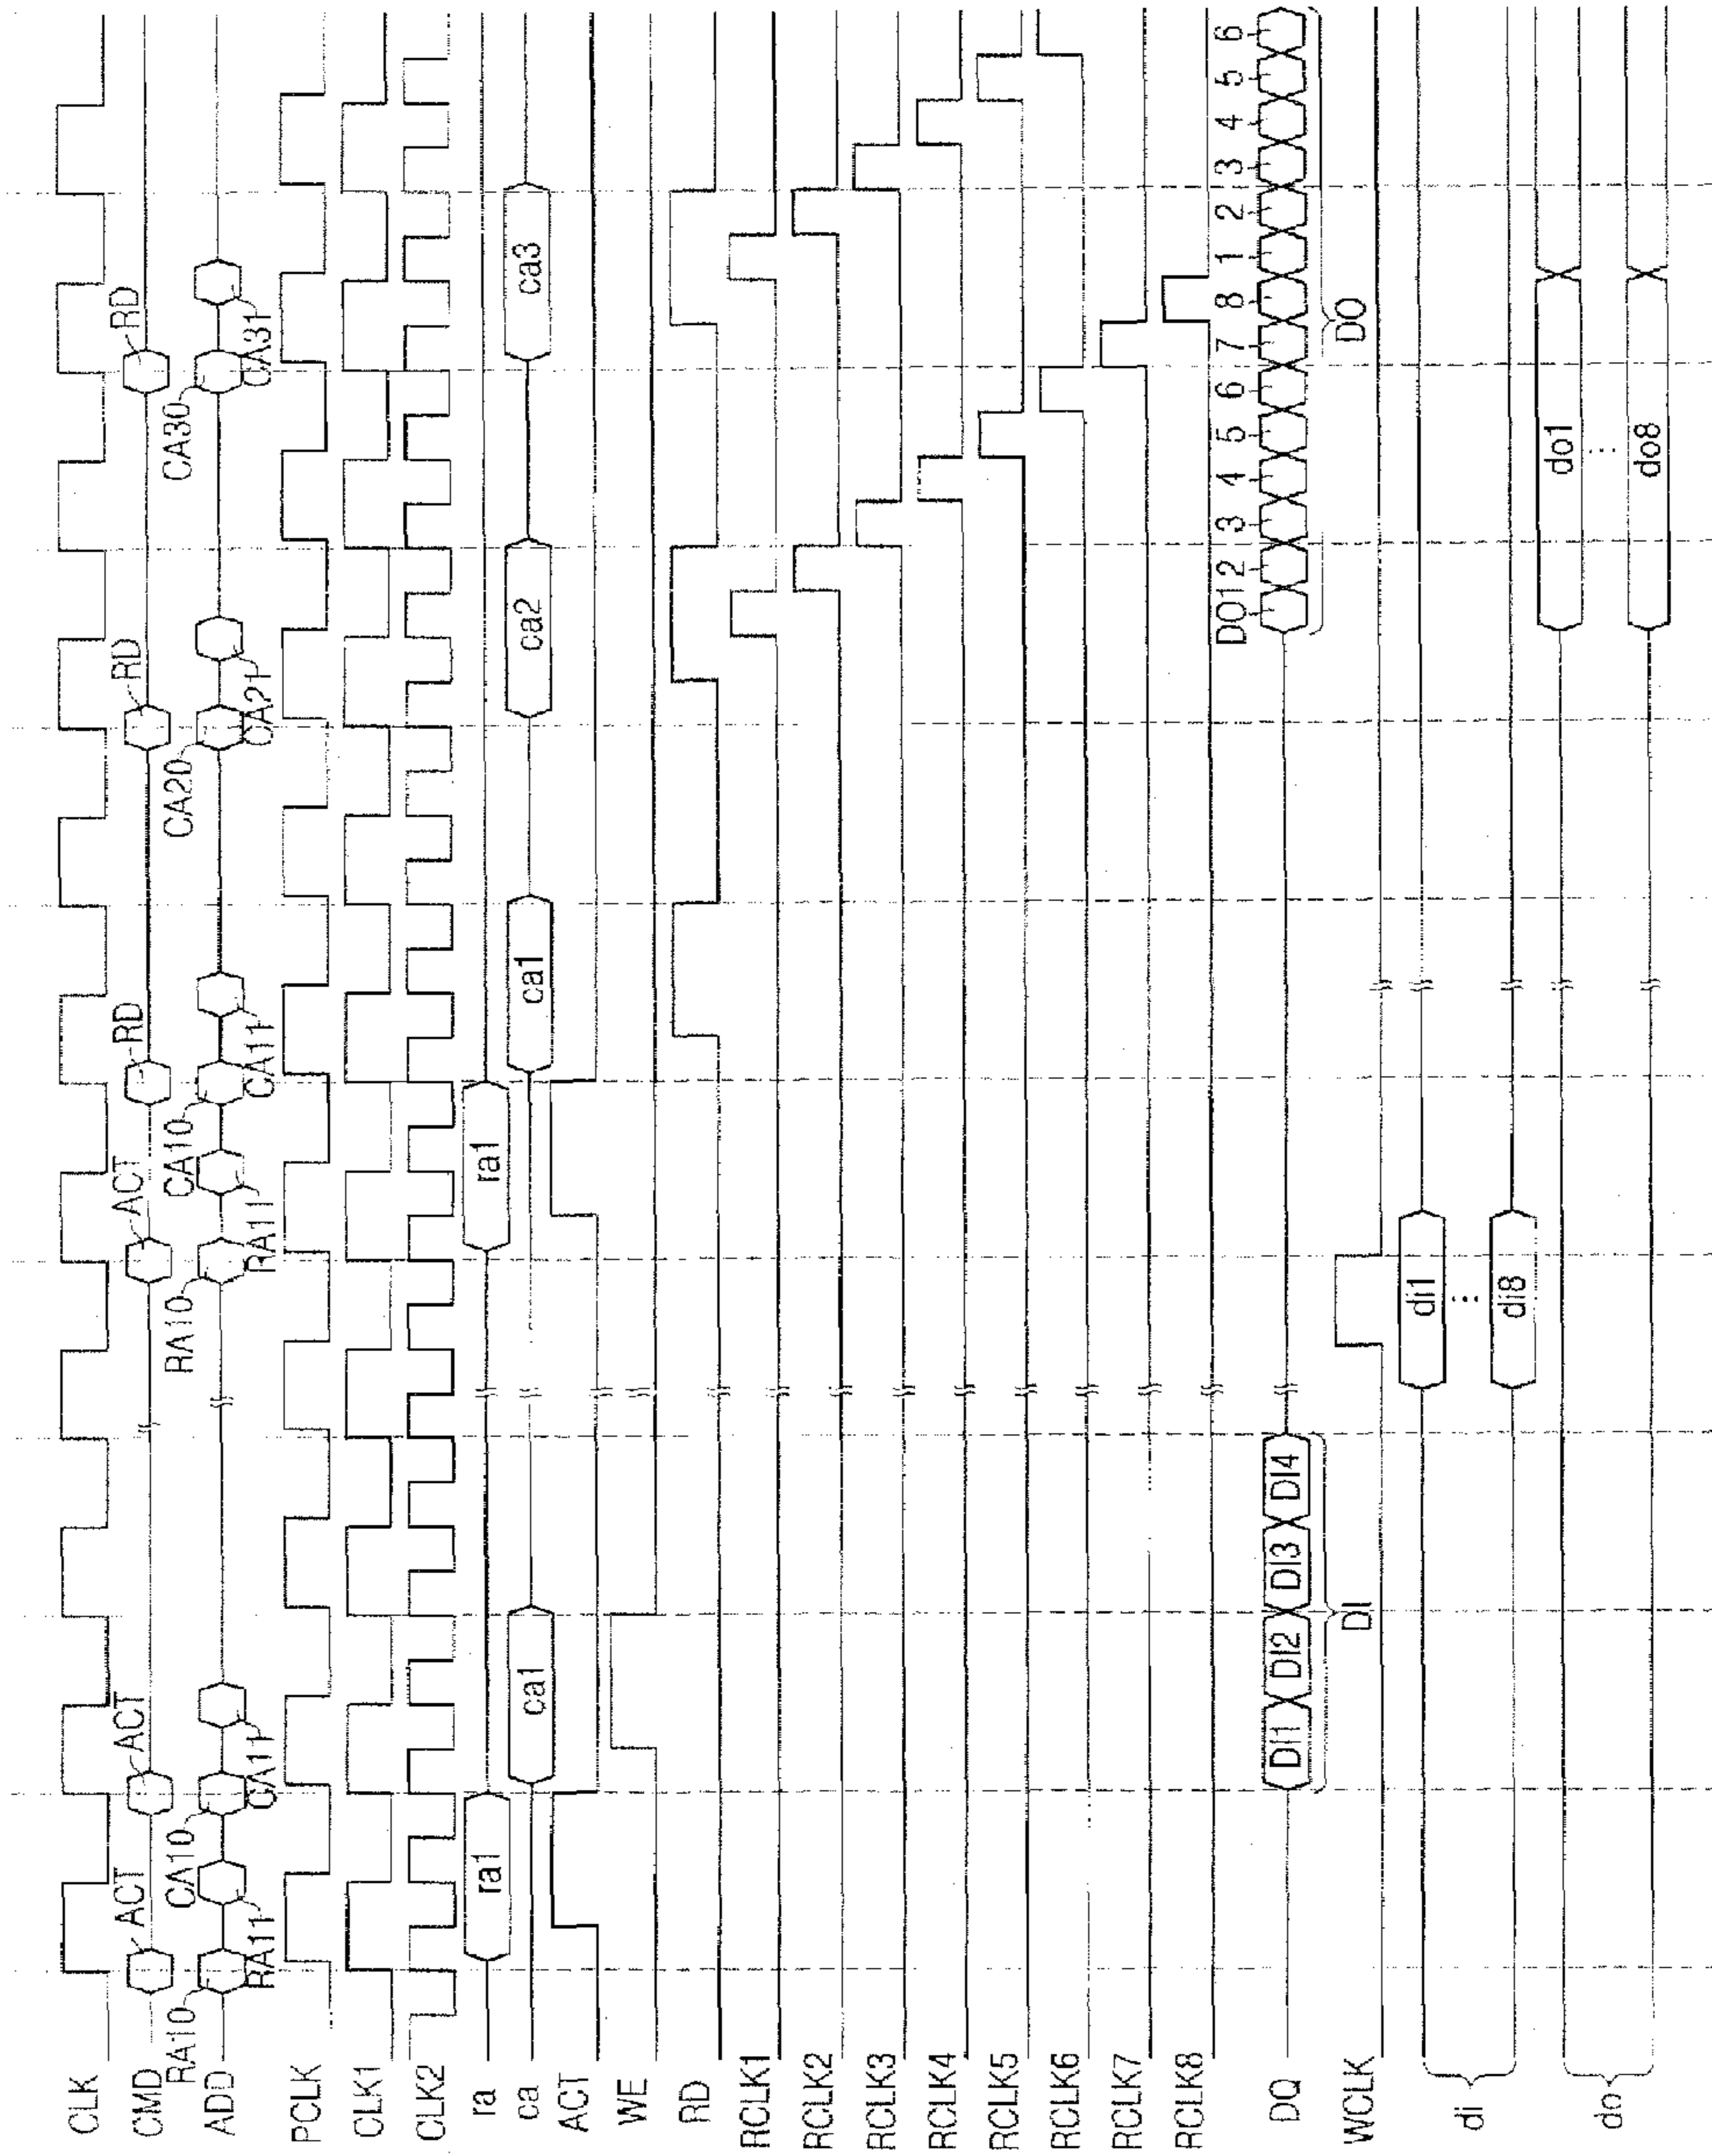 CLK
CMD
ACT ACT ACT RD RD RD
RA10 CA10 RA10 CA10 CA20 CA30
ADD
RA11 CA11 RA11 CA11 CA21 CA31
PCLK
CLK1
CLK2
ra ra1 ra1
ca ca1 ca1 ca2 ca3
ACT
WE
RD
RCLK1
RCLK2
RCLK3
RCLK4
RCLK5
RCLK6
RCLK7
RCLK8
DO1 2 3 4 5 6 7 8 1 2 3 4 5 6
DQ DI1 DI2 DI3 DI4
DI DO
WCLK
di di1 ⋮ di8
do do1 ⋮ do8